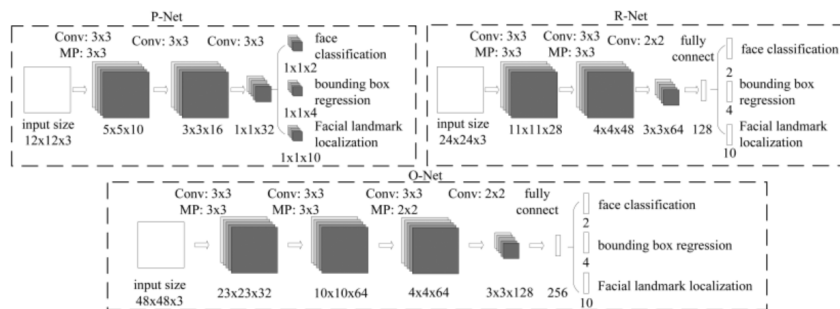 P-Net
Conv: 3x3
MP: 3x3
Conv: 3x3
Conv: 3x3
face
classification
1x1x2
bounding box
regression
1x1x4
Facial landmark
localization
1x1x10
input size
12x12x3
5x5x10
3x3x16
1x1x32
R-Net
Conv: 3x3
MP: 3x3
Conv: 3x3
MP: 3x3
Conv: 2x2
fully
connect
face classification
2
bounding box
regression
4
Facial landmark
localization
10
input size
24x24x3
11x11x28
4x4x48
3x3x64
128
O-Net
Conv: 3x3
MP: 3x3
Conv: 3x3
MP: 3x3
Conv: 3x3
MP: 2x2
Conv: 2x2
fully
connect
face classification
2
bounding box regression
4
Facial landmark localization
10
input size
48x48x3
23x23x32
10x10x64
4x4x64
3x3x128
256